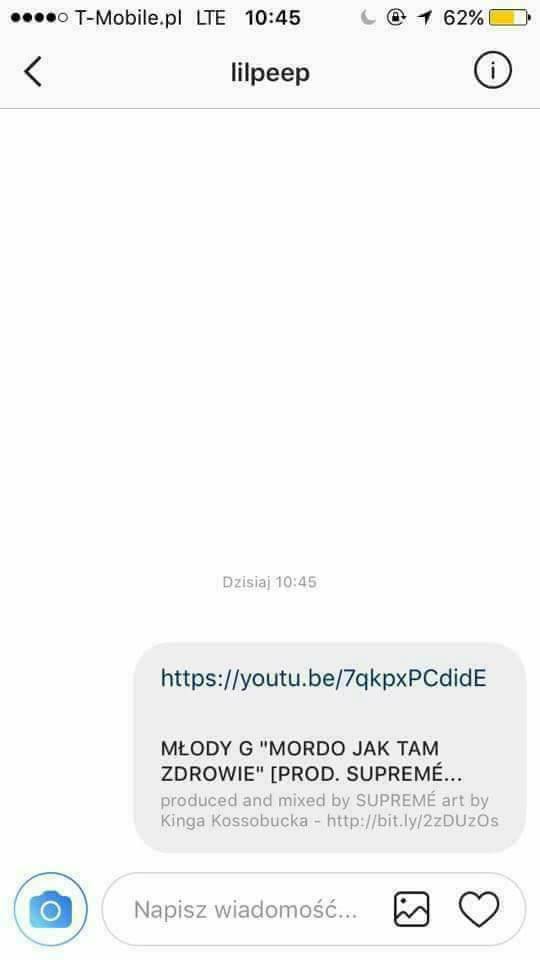 T-Mobile.pl LTE 10:45 62%
lilpeep
Dzisiaj 10:45
https://youtu.be/7qkpxPCdidE
MŁODY G "MORDO JAK TAM
ZDROWIE" [PROD. SUPREMÉ...
produced and mixed by SUPREMÉ art by
Kinga Kossobucka - http://bit.ly/2zDUzOs
Napisz wiadomość...